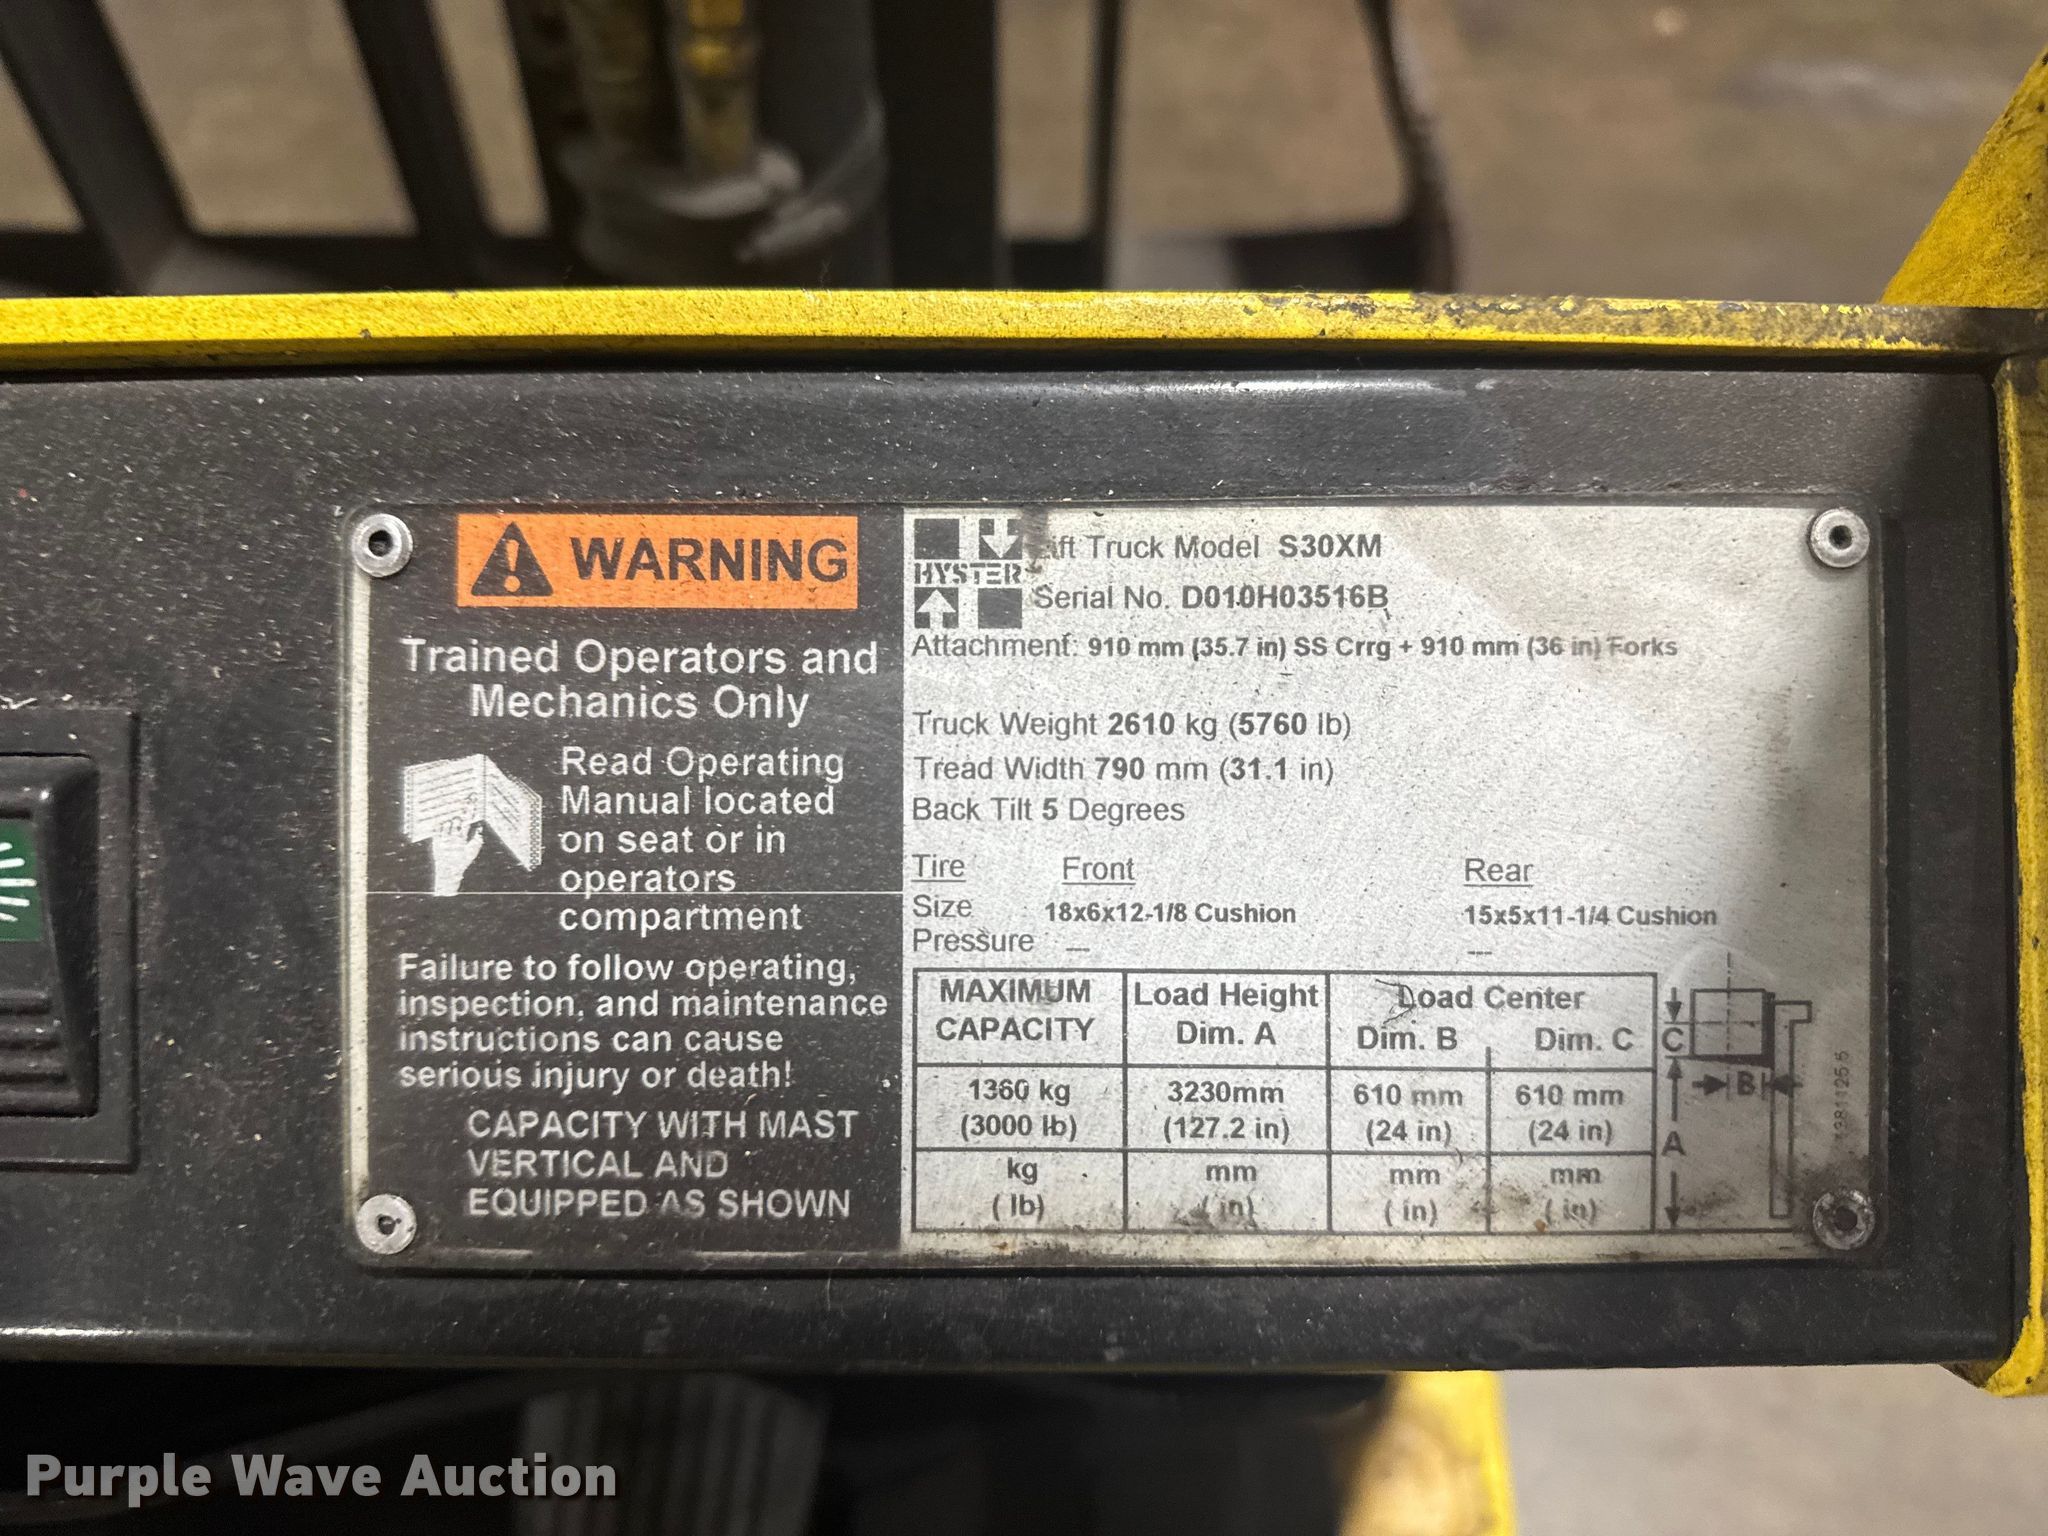 WARNING
Trained Operators and
Mechanics Only
Read Operating
Manual located
on seat or in
operators
compartment
Failure to follow operating,
inspection, and maintenance
instructions can cause
serious injury or death!
CAPACITY WITH MAST
VERTICAL AND
EQUIPPED AS SHOWN
HYSTER
Lift Truck Model S30XM
Serial No. D010H03516B
Attachment: 910 mm (35.7 in) SS Crrg + 910 mm (36 in) Forks
Truck Weight 2610 kg (5760 lb)
Tread Width 790 mm (31.1 in)
Back Tilt 5 Degrees
Tire Front Rear
Size 18x6x12-1/8 Cushion 15x5x11-1/4 Cushion
Pressure — ---
MAXIMUM CAPACITY Load Height Dim. A Load Center Dim. B Dim. C
1360 kg (3000 lb) 3230mm (127.2 in) 610 mm (24 in) 610 mm (24 in)
kg ( lb) mm ( in) mm ( in) mm ( in)
C
B
A
Purple Wave Auction